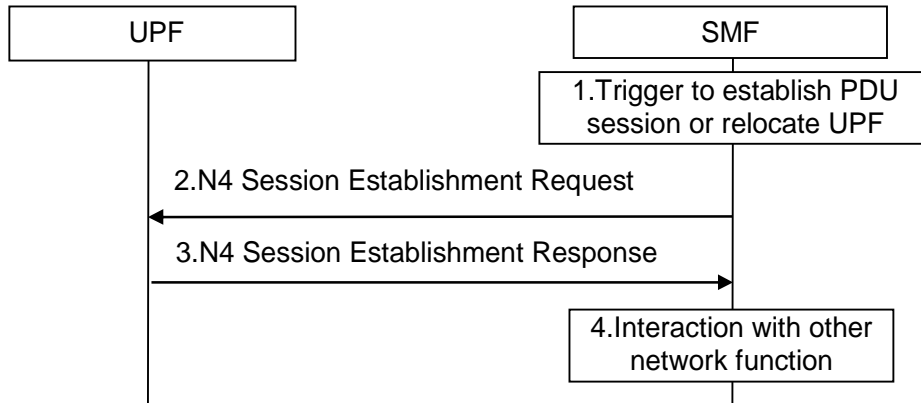 UPF
SMF
1.Trigger to establish PDU
session or relocate UPF
2.N4 Session Establishment Request
3.N4 Session Establishment Response
4.Interaction with other
network function